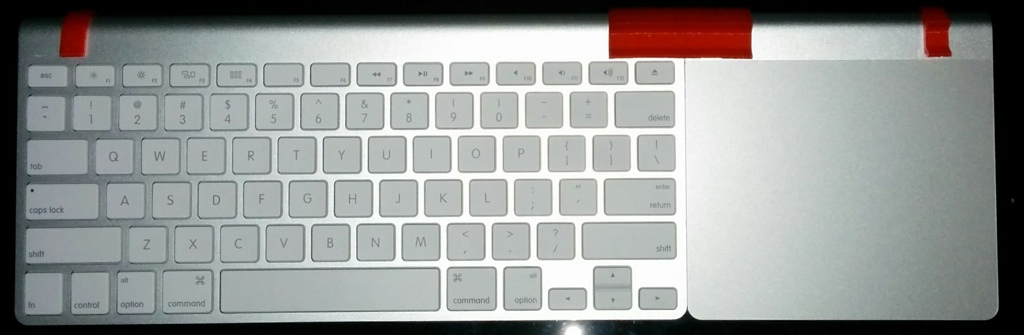 esc F1 F2 F3 F4 F5 F6 F7 F8 F9 F10 F11 F12
~ ` ! 1 @ 2 # 3 $ 4 % 5 ^ 6 & 7 * 8 ( 9 ) 0 _ - + = delete
tab Q W E R T Y U I O P { [ } ] | \
caps lock A S D F G H J K L : ; " ' enter return
shift Z X C V B N M < , > . ? / shift
fn control alt option ⌘ command ⌘ command alt option